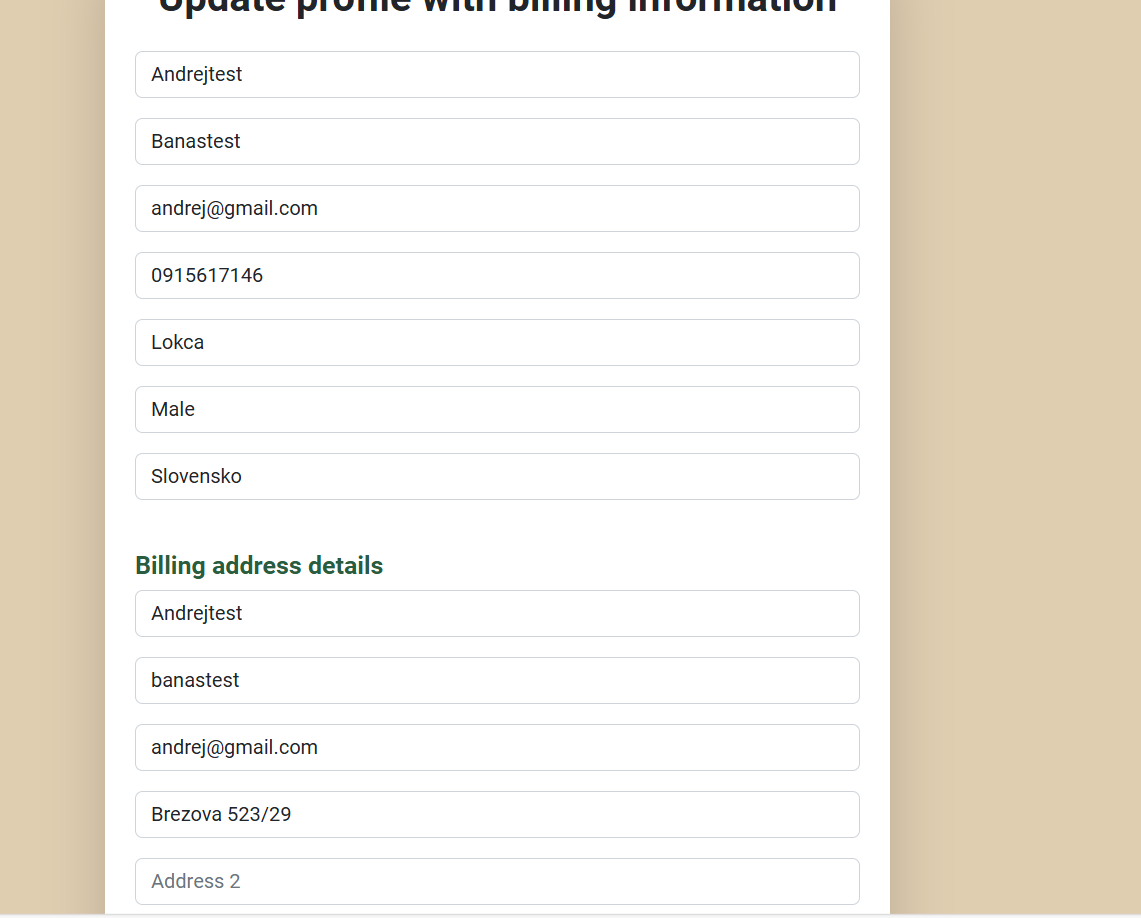 Update profile with billing information
Andrejtest
Banastest
andrej@gmail.com
0915617146
Lokca
Male
Slovensko
Billing address details
Andrejtest
banastest
andrej@gmail.com
Brezova 523/29
Address 2